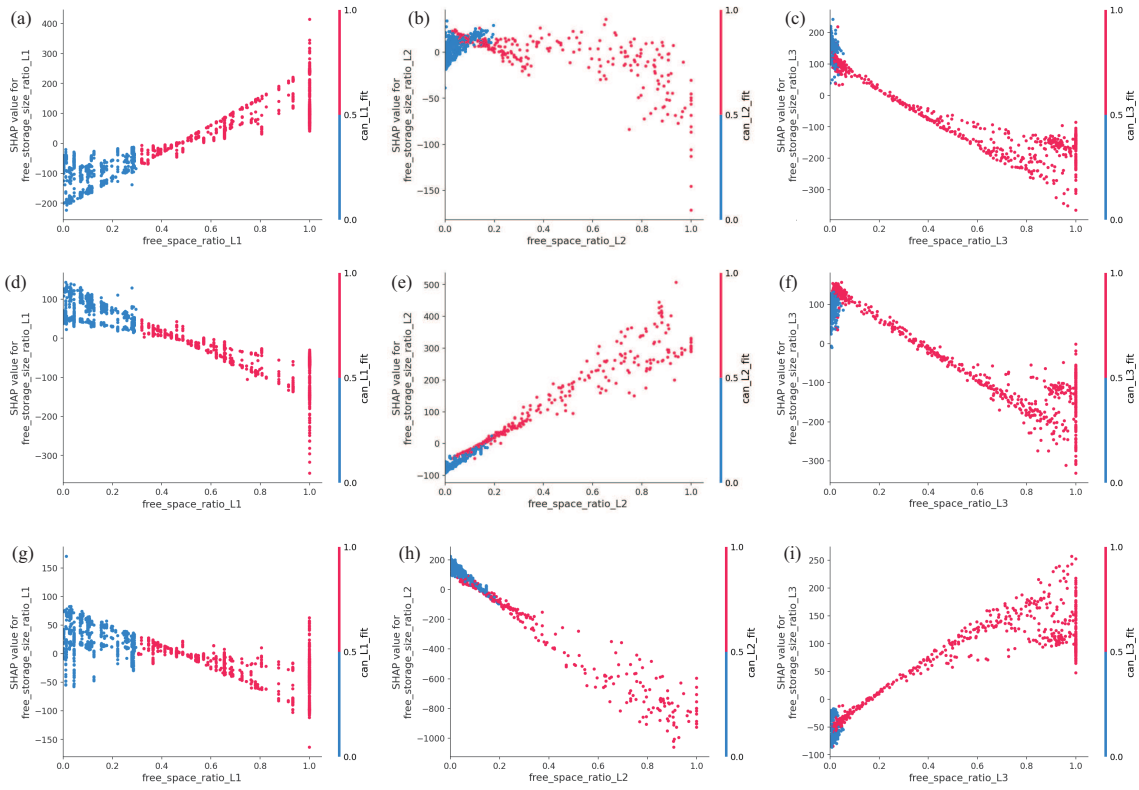 (a)
400
300
200
100
0
−100
−200
SHAP value for
free_storage_size_ratio_L1
0.0 0.2 0.4 0.6 0.8 1.0
free_space_ratio_L1
1.0
0.5
0.0
can_L1_fit
(b)
0
−50
−100
−150
SHAP value for
free_storage_size_ratio_L2
0.0 0.2 0.4 0.6 0.8 1.0
free_space_ratio_L2
1.0
0.5
0.0
can_L2_fit
(c)
200
100
0
−100
−200
−300
SHAP value for
free_storage_size_ratio_L3
0.0 0.2 0.4 0.6 0.8 1.0
free_space_ratio_L3
1.0
0.5
0.0
can_L3_fit
(d)
100
0
−100
−200
−300
SHAP value for
free_storage_size_ratio_L1
0.0 0.2 0.4 0.6 0.8 1.0
free_space_ratio_L1
1.0
0.5
0.0
can_L1_fit
(e)
500
400
300
200
100
0
−100
SHAP value for
free_storage_size_ratio_L2
0.0 0.2 0.4 0.6 0.8 1.0
free_space_ratio_L2
1.0
0.5
0.0
can_L2_fit
(f)
100
0
−100
−200
−300
SHAP value for
free_storage_size_ratio_L3
0.0 0.2 0.4 0.6 0.8 1.0
free_space_ratio_L3
1.0
0.5
0.0
can_L3_fit
(g)
150
100
50
0
−50
−100
−150
SHAP value for
free_storage_size_ratio_L1
0.0 0.2 0.4 0.6 0.8 1.0
free_space_ratio_L1
1.0
0.5
0.0
can_L1_fit
(h)
200
0
−200
−400
−600
−800
−1000
SHAP value for
free_storage_size_ratio_L2
0.0 0.2 0.4 0.6 0.8 1.0
free_space_ratio_L2
1.0
0.5
0.0
can_L2_fit
(i)
250
200
150
100
50
0
−50
−100
SHAP value for
free_storage_size_ratio_L3
0.0 0.2 0.4 0.6 0.8 1.0
free_space_ratio_L3
1.0
0.5
0.0
can_L3_fit